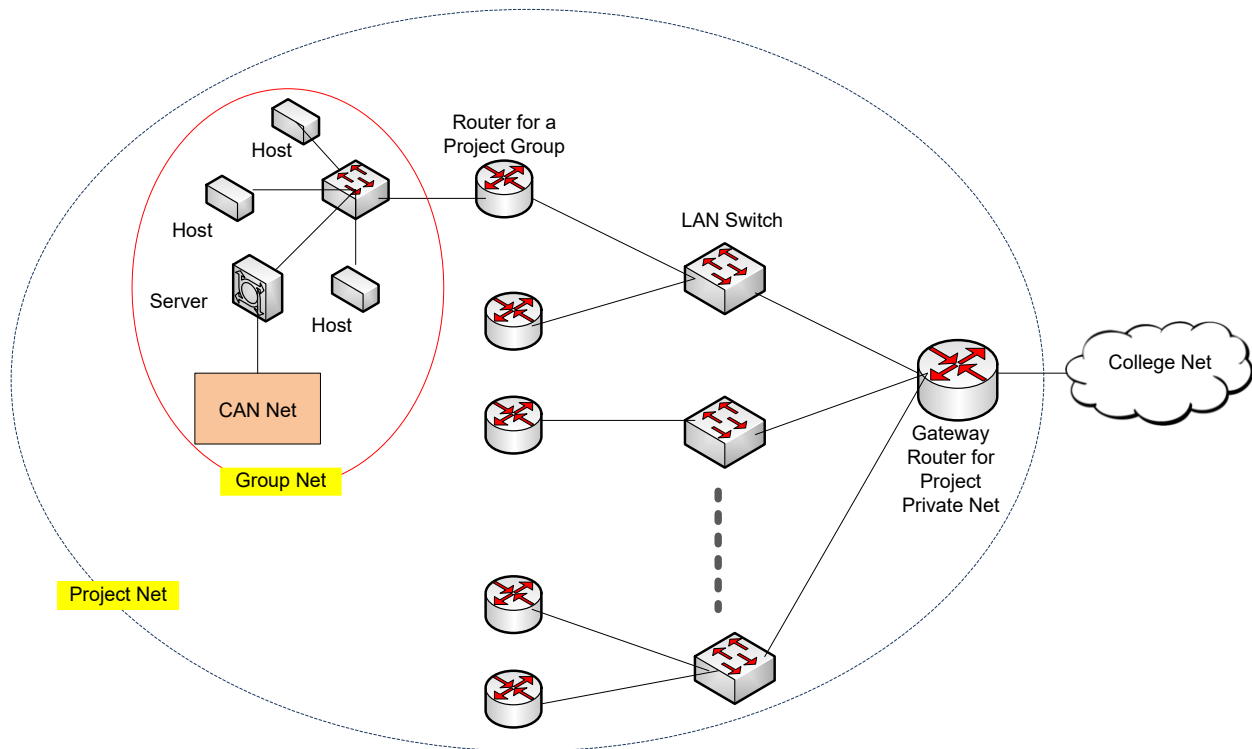 Router for a
Project Group
Host
LAN Switch
Host
Server
Host
College Net
CAN Net
Gateway
Router for
Project
Private Net
Group Net
Project Net